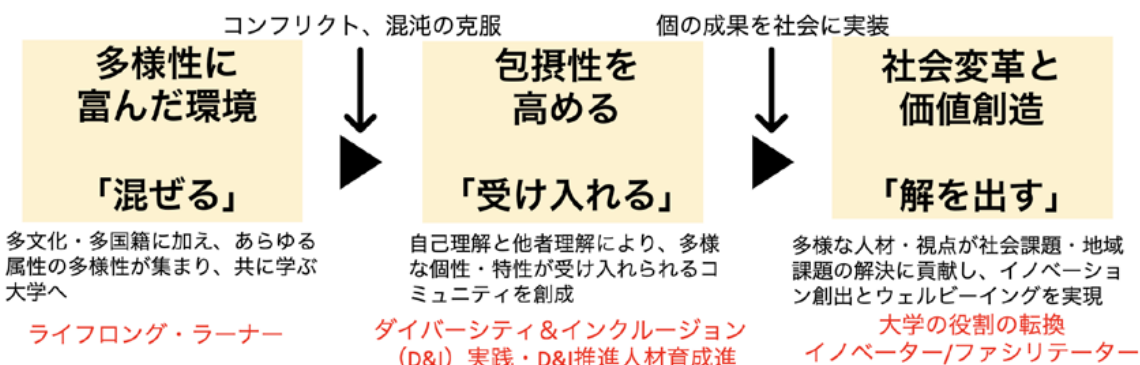 コンフリクト、混沌の克服
個の成果を社会に実装
多様性に
富んだ環境
「混ぜる」
多文化・多国籍に加え、あらゆる
属性の多様性が集まり、共に学ぶ
大学へ
ライフロング・ラーナー
包摂性を
高める
「受け入れる」
自己理解と他者理解により、多様
な個性・特性が受け入れられるコ
ミュニティを創成
ダイバーシティ＆インクルージョン
（D&I）実践・D&I推進人材育成進
社会変革と
価値創造
「解を出す」
多様な人材・視点が社会課題・地域
課題の解決に貢献し、イノベーショ
ン創出とウェルビーイングを実現
大学の役割の転換
イノベーター/ファシリテーター